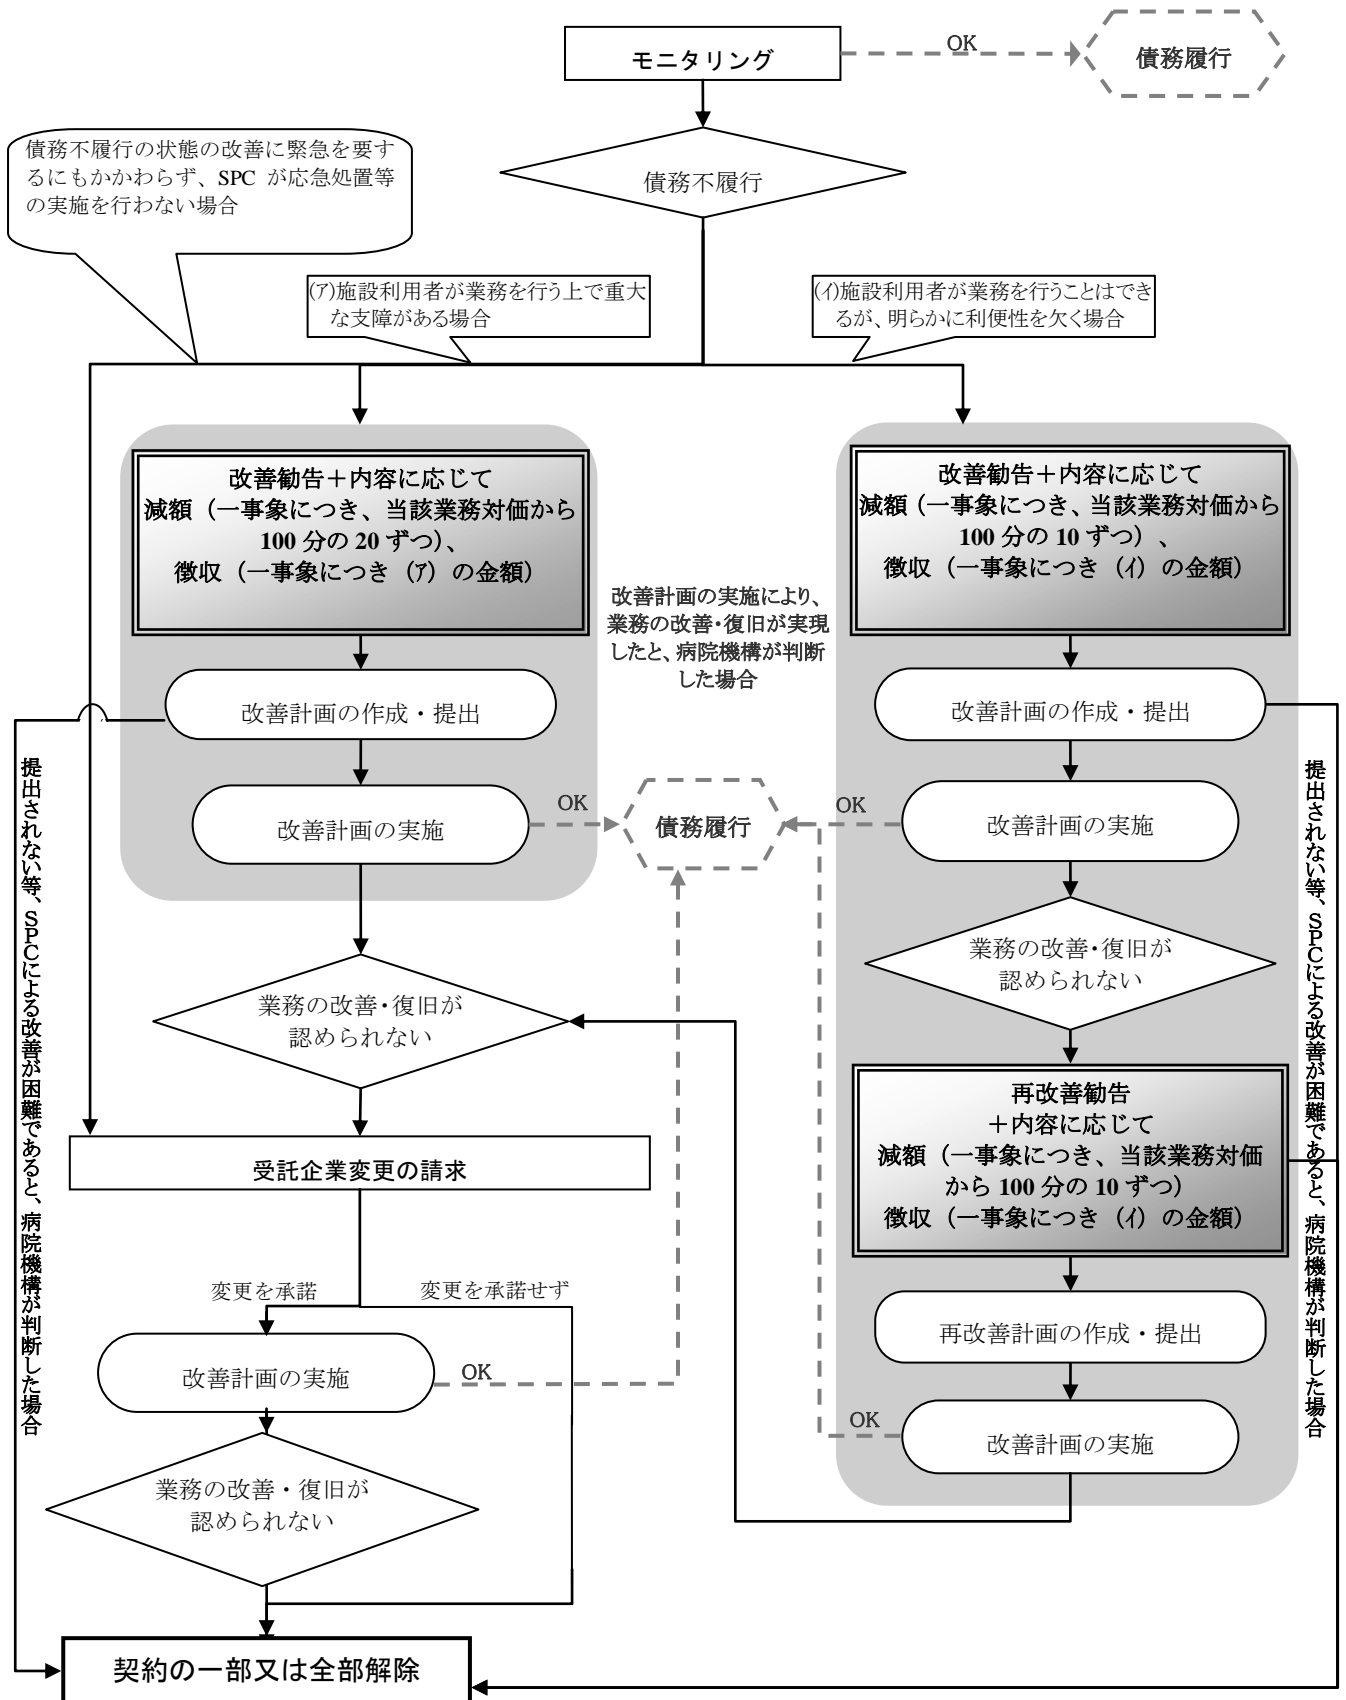 モニタリング
OK
債務履行
債務不履行の状態の改善に緊急を要す
るにもかかわらず、SPC が応急処置等
の実施を行わない場合
債務不履行
(ア)施設利用者が業務を行う上で重大
な支障がある場合
(イ)施設利用者が業務を行うことはでき
るが、明らかに利便性を欠く場合
改善勧告＋内容に応じて
減額（一事象につき、当該業務対価から
100 分の 20 ずつ）、
徴収（一事象につき（ア）の金額）
改善勧告＋内容に応じて
減額（一事象につき、当該業務対価から
100 分の 10 ずつ）、
徴収（一事象につき（イ）の金額）
改善計画の実施により、
業務の改善・復旧が実現
したと、病院機構が判断
した場合
改善計画の作成・提出
改善計画の作成・提出
提出されない等、SPCによる改善が困難であると、病院機構が判断した場合
提出されない等、SPCによる改善が困難であると、病院機構が判断した場合
改善計画の実施
OK
債務履行
OK
改善計画の実施
業務の改善・復旧が
認められない
業務の改善・復旧が
認められない
再改善勧告
＋内容に応じて
減額（一事象につき、当該業務対価
から 100 分の 10 ずつ）
徴収（一事象につき（イ）の金額）
受託企業変更の請求
変更を承諾
変更を承諾せず
再改善計画の作成・提出
改善計画の実施
OK
OK
改善計画の実施
業務の改善・復旧が
認められない
契約の一部又は全部解除